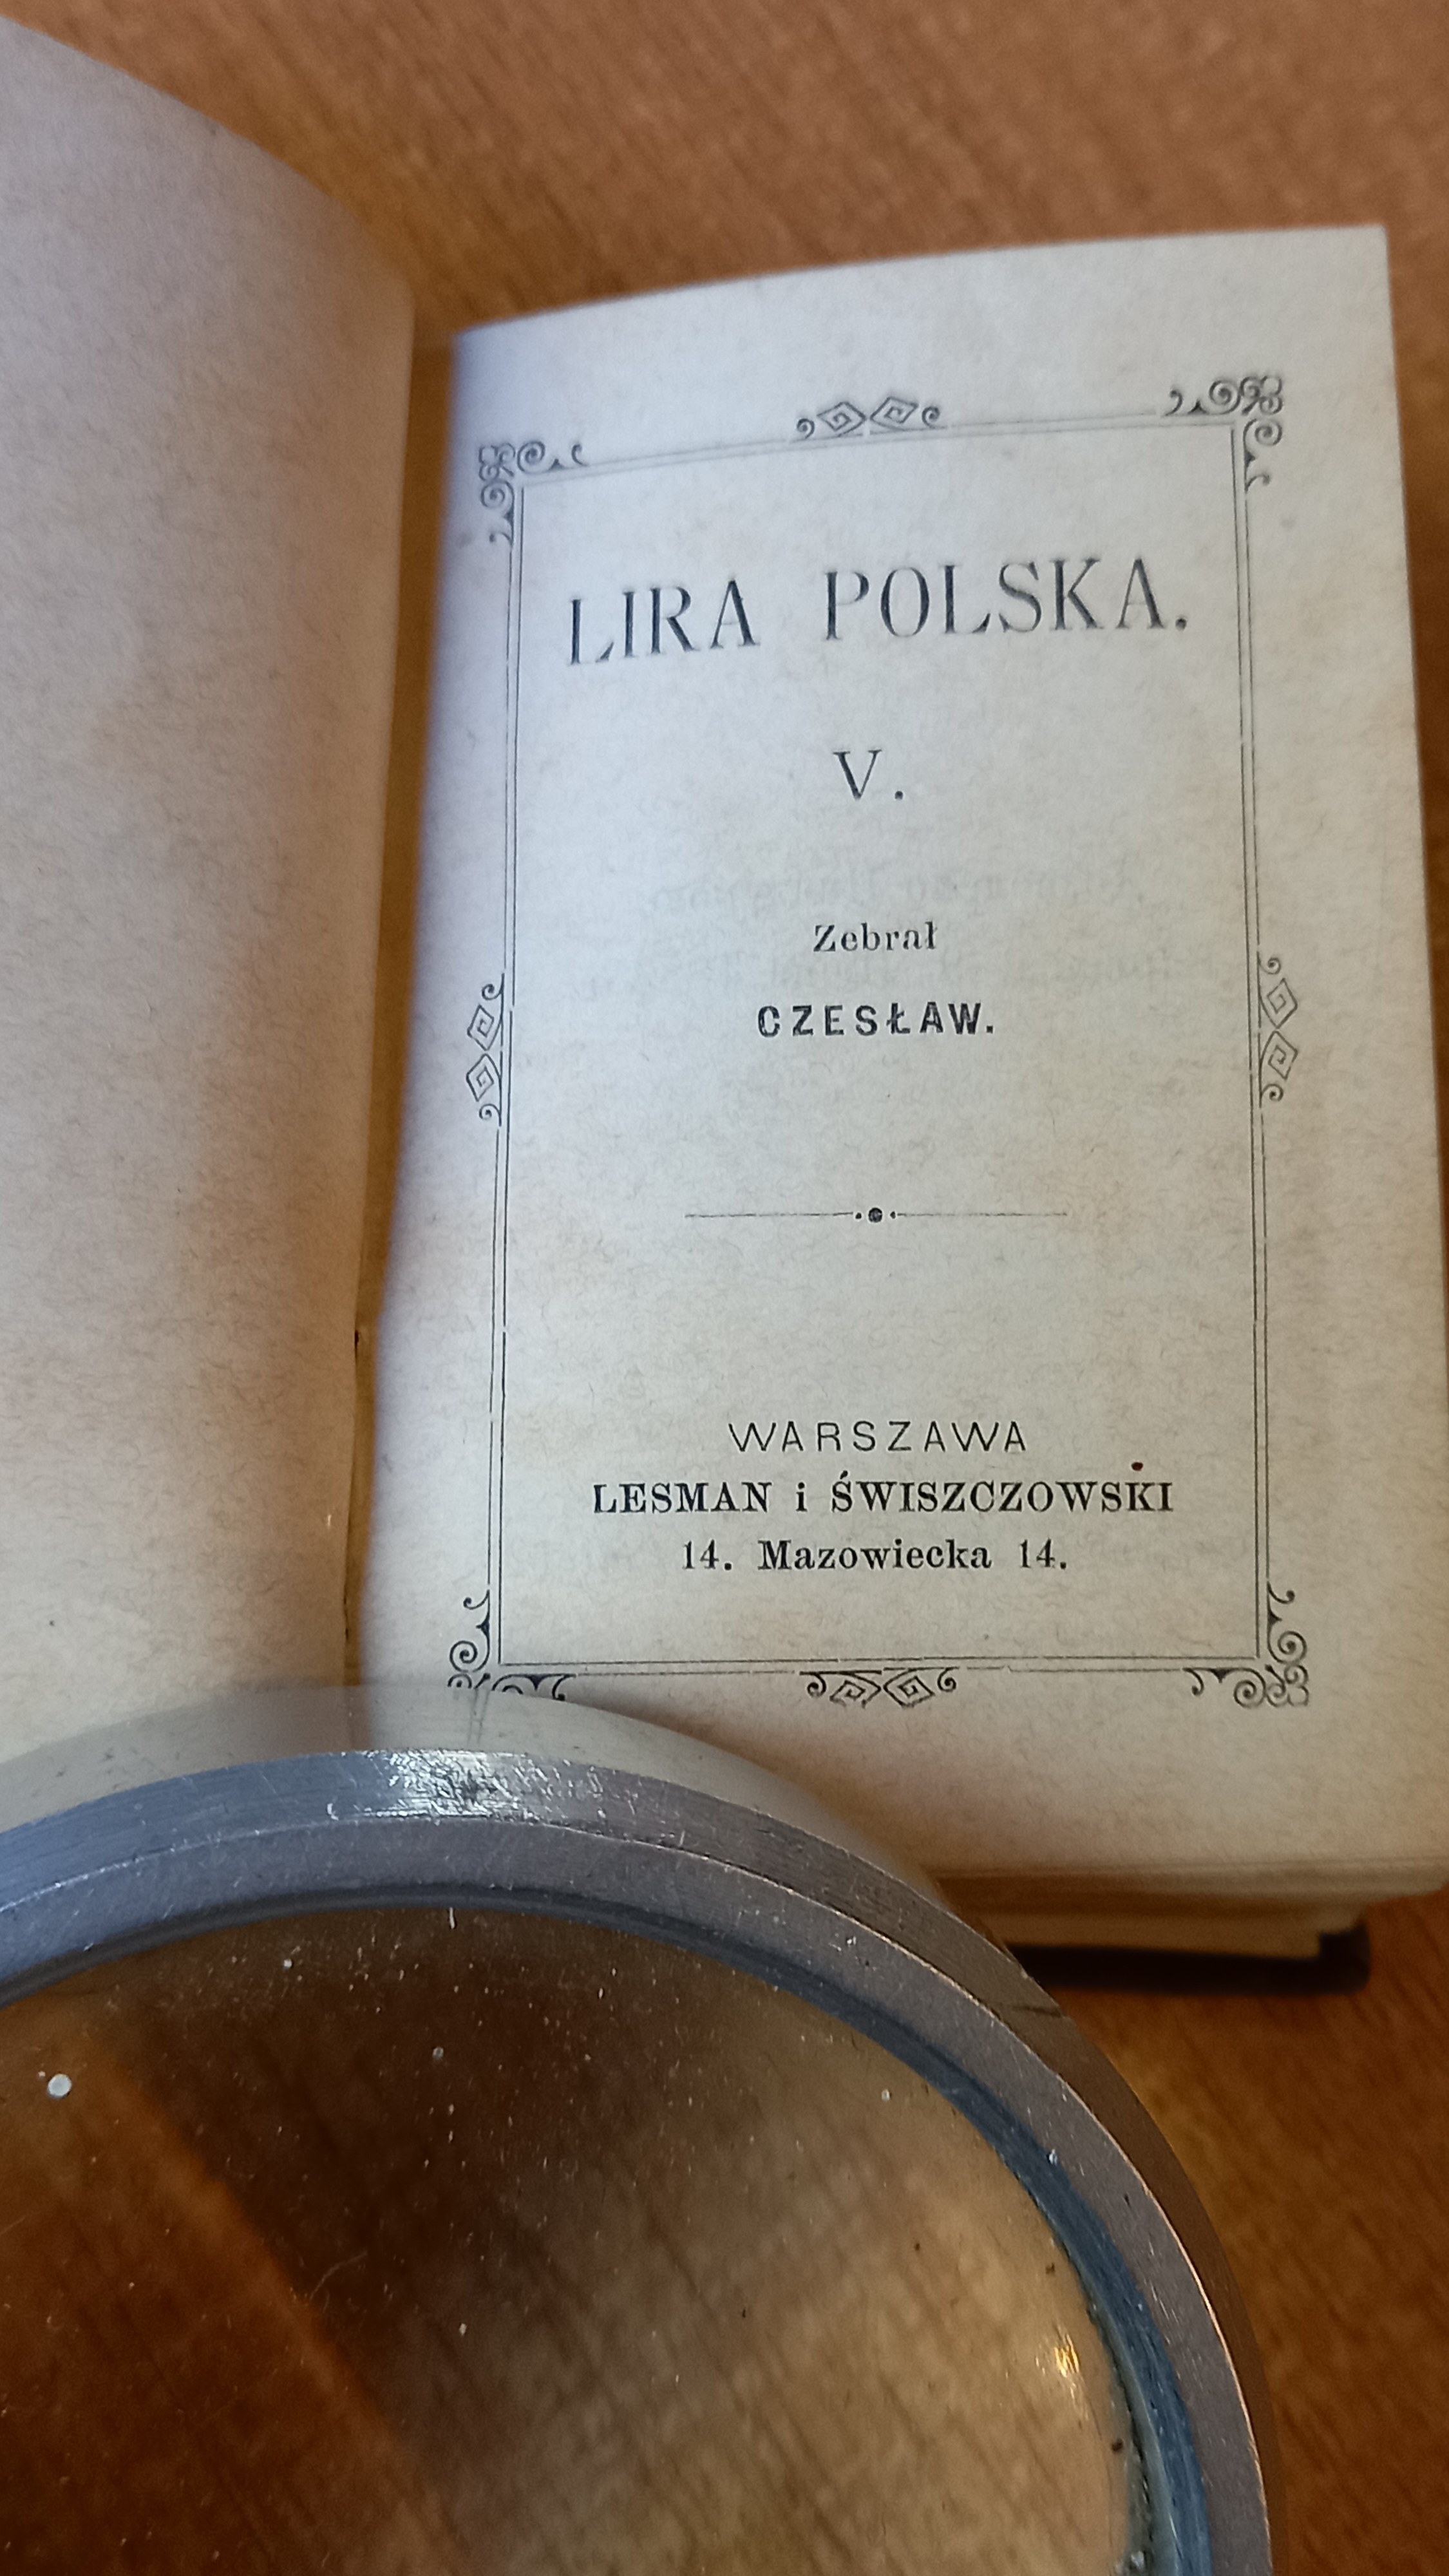 LIRA POLSKA.
V.
Zebrał
CZESŁAW.
WARSZAWA
LESMAN i ŚWISZCZOWSKI
14. Mazowiecka 14.